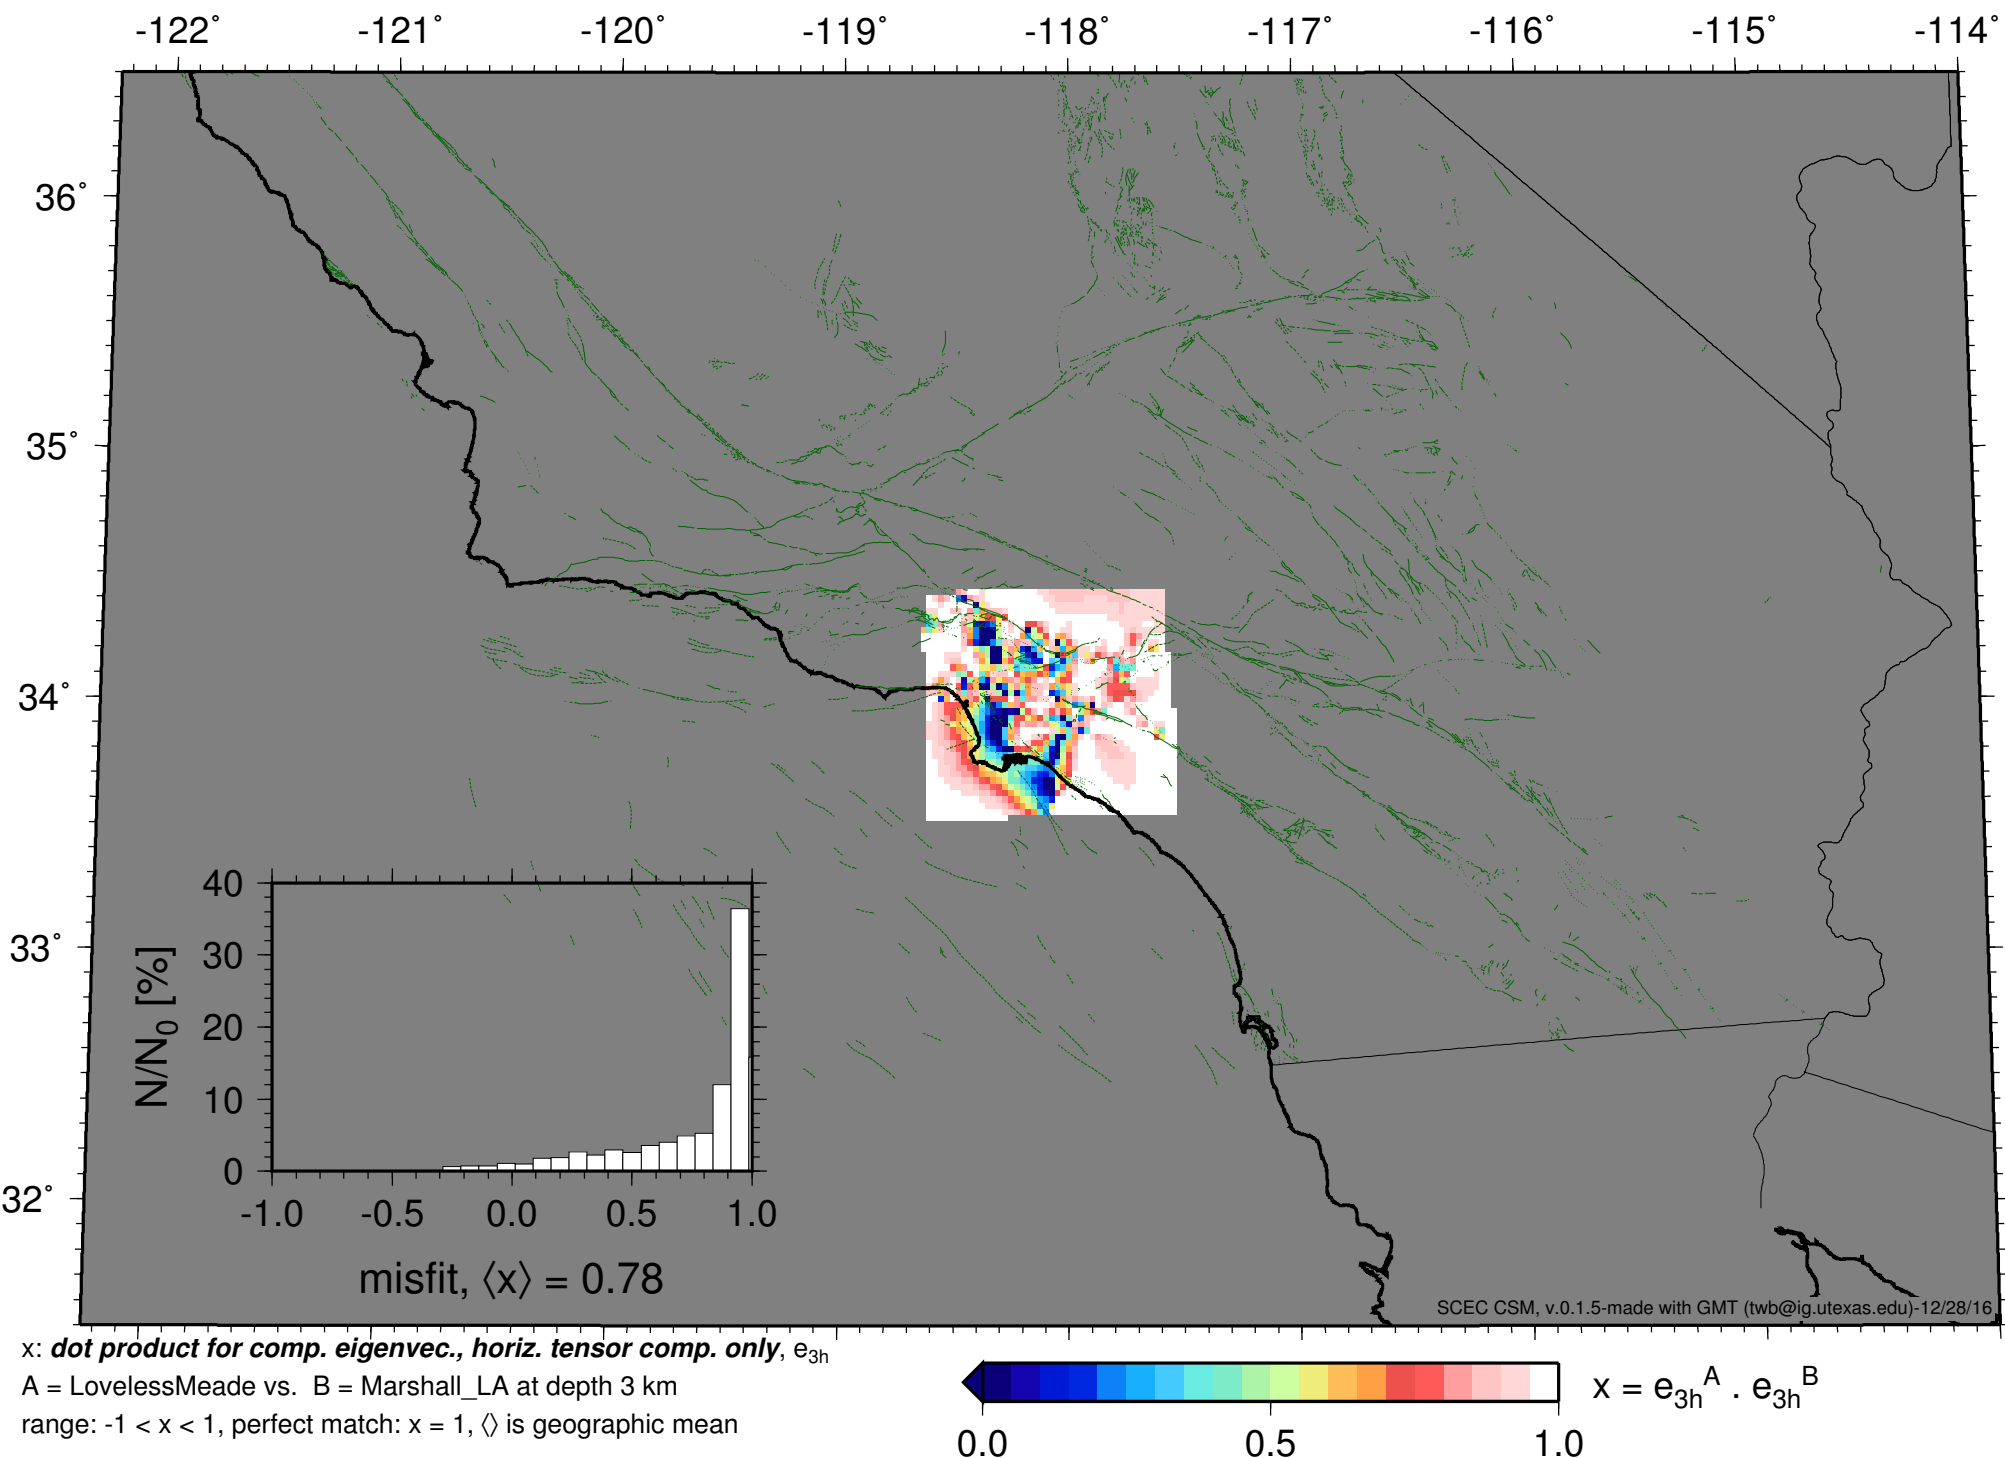 -122˚ -121˚ -120˚ -119˚ -118˚ -117˚ -116˚ -115˚ -114˚
36˚
35˚
34˚
33˚
32˚
40
30
20
10
0
N/N0 [%]
-1.0 -0.5 0.0 0.5 1.0
misfit, ⟨x⟩ = 0.78
SCEC CSM, v.0.1.5-made with GMT (twb@ig.utexas.edu)-12/28/16
x: dot product for comp. eigenvec., horiz. tensor comp. only, e3h
A = LovelessMeade vs. B = Marshall_LA at depth 3 km
range: -1 < x < 1, perfect match: x = 1, ⟨⟩ is geographic mean
0.0 0.5 1.0
x = e3hA . e3hB